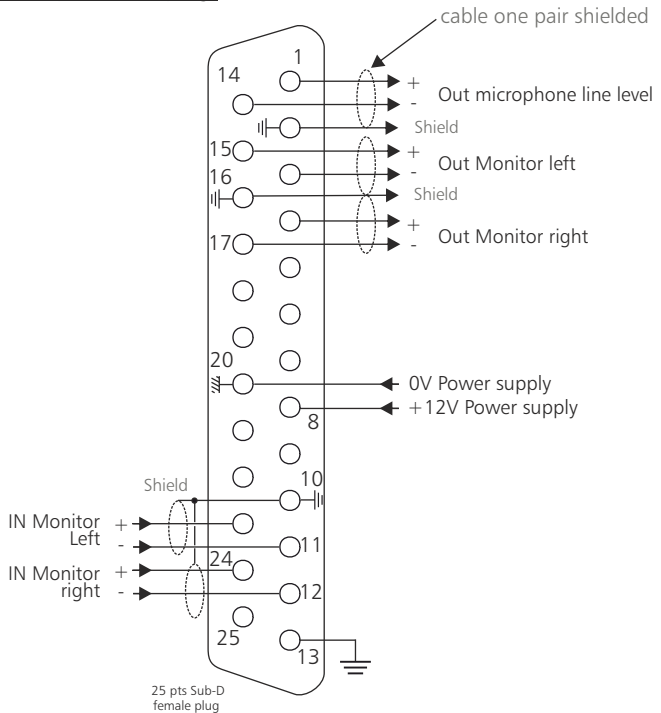 cable one pair shielded
1
14
+
- Out microphone line level
Shield
15
+
- Out Monitor left
16
Shield
+
- Out Monitor right
17
20
0V Power supply
+12V Power supply
8
Shield
10
IN Monitor +
Left -
11
24
IN Monitor +
right -
12
25
13
25 pts Sub-D
female plug